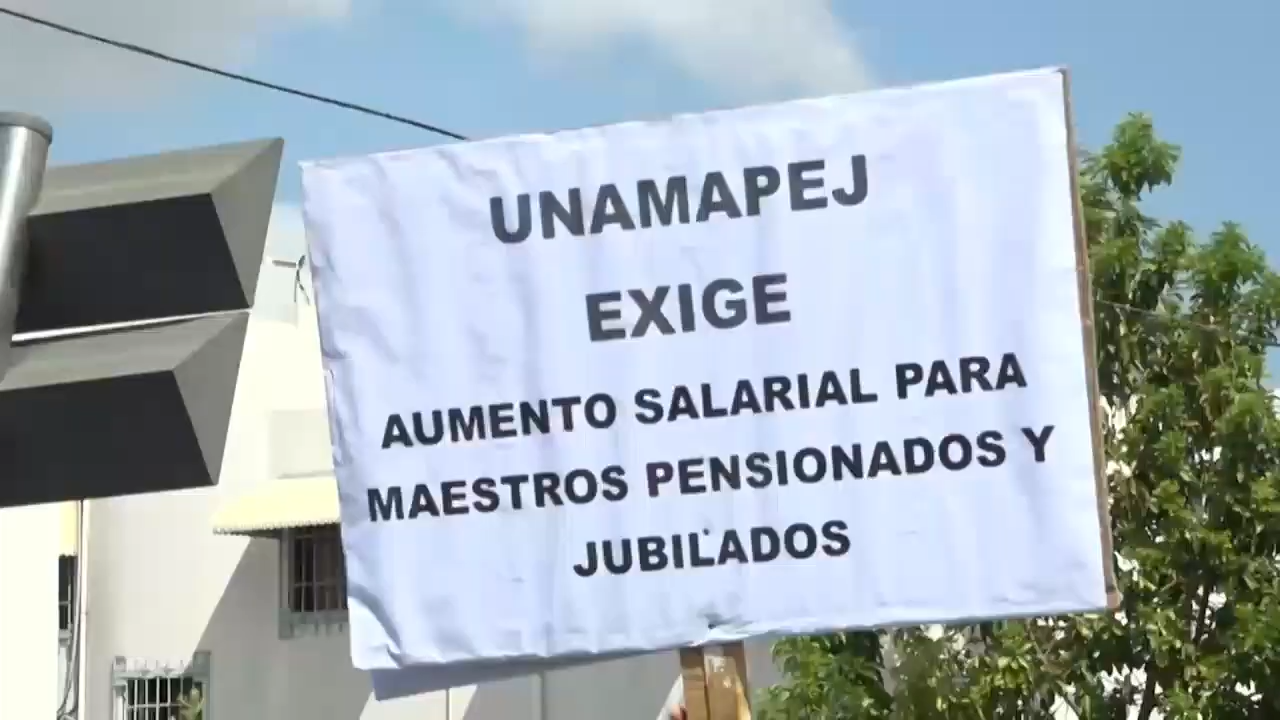 UNAMAPEJ
EXIGE
AUMENTO SALARIAL PARA
MAESTROS PENSIONADOS Y
JUBILADOS